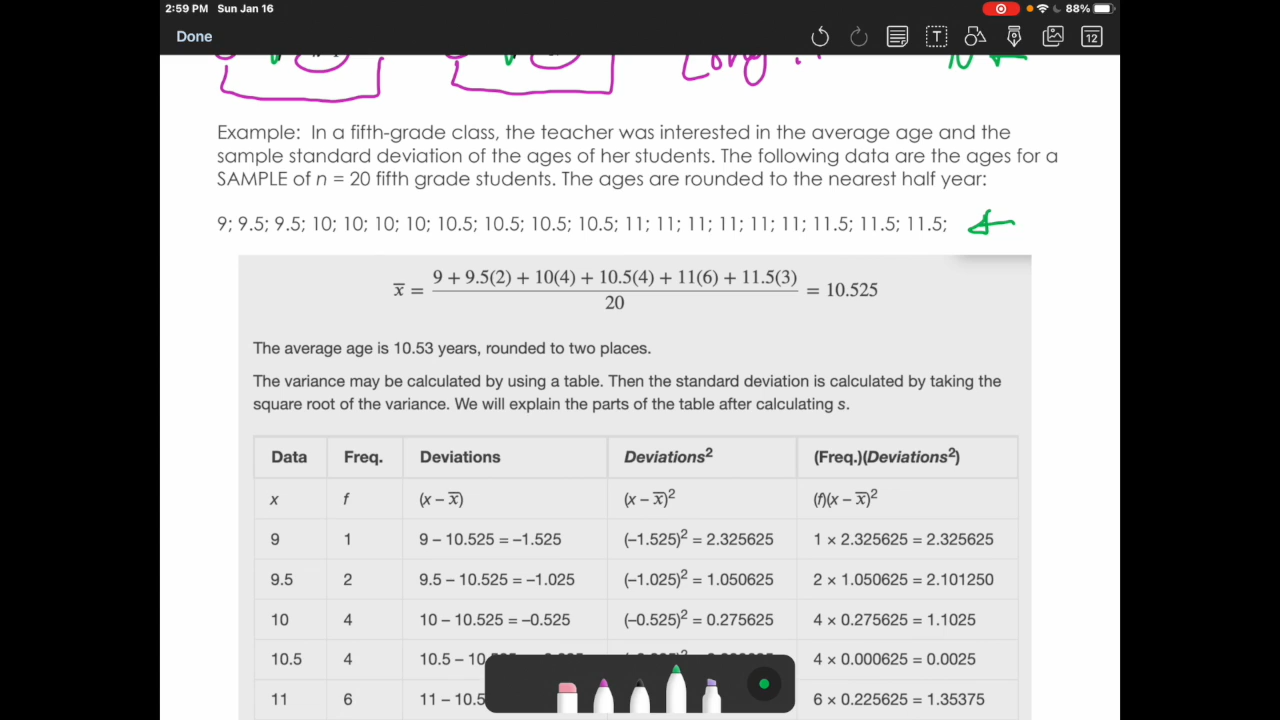 2:59 PM Sun Jan 16
88%
Done
T
12
Long
Example: In a fifth-grade class, the teacher was interested in the average age and the
sample standard deviation of the ages of her students. The following data are the ages for a
SAMPLE of n = 20 fifth grade students. The ages are rounded to the nearest half year:
9; 9.5; 9.5; 10; 10; 10; 10; 10.5; 10.5; 10.5; 10.5; 11; 11; 11; 11; 11; 11; 11.5; 11.5; 11.5;
x̅ = 9 + 9.5(2) + 10(4) + 10.5(4) + 11(6) + 11.5(3) / 20 = 10.525
The average age is 10.53 years, rounded to two places.
The variance may be calculated by using a table. Then the standard deviation is calculated by taking the
square root of the variance. We will explain the parts of the table after calculating s.
Data Freq. Deviations Deviations² (Freq.)(Deviations²)
x f (x – x̅) (x – x̅)² (f)(x – x̅)²
9 1 9 – 10.525 = –1.525 (–1.525)² = 2.325625 1 × 2.325625 = 2.325625
9.5 2 9.5 – 10.525 = –1.025 (–1.025)² = 1.050625 2 × 1.050625 = 2.101250
10 4 10 – 10.525 = –0.525 (–0.525)² = 0.275625 4 × 0.275625 = 1.1025
10.5 4 10.5 – 10 4 × 0.000625 = 0.0025
11 6 11 – 10.5 6 × 0.225625 = 1.35375